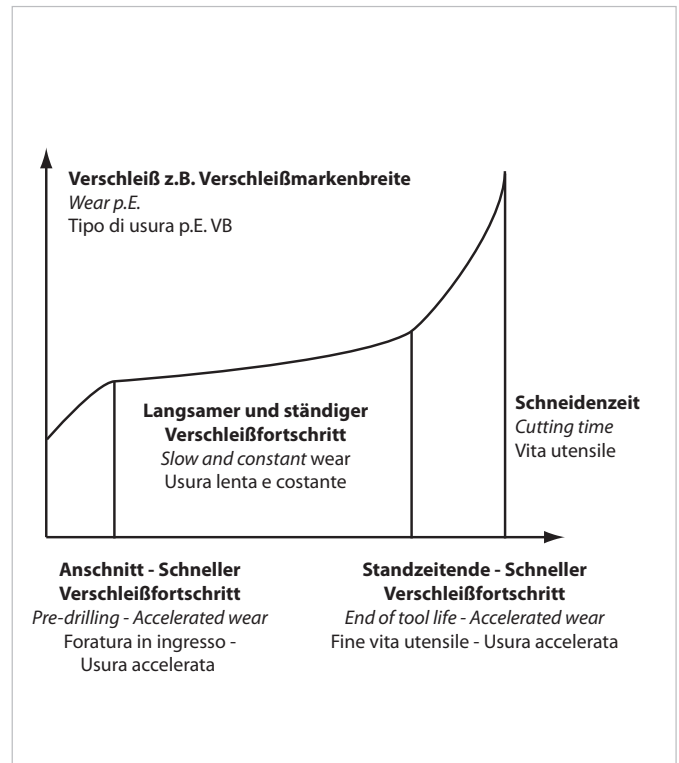 Verschleiß z.B. Verschleißmarkenbreite
Wear p.E.
Tipo di usura p.E. VB
Langsamer und ständiger
Verschleißfortschritt
Slow and constant wear
Usura lenta e costante
Schneidenzeit
Cutting time
Vita utensile
Anschnitt - Schneller
Verschleißfortschritt
Pre-drilling - Accelerated wear
Foratura in ingresso -
Usura accelerata
Standzeitende - Schneller
Verschleißfortschritt
End of tool life - Accelerated wear
Fine vita utensile - Usura accelerata